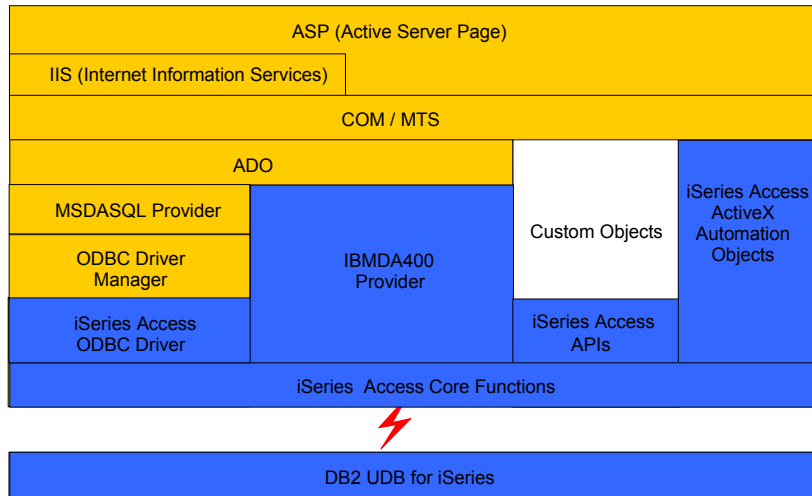 ASP (Active Server Page)
IIS (Internet Information Services)
COM / MTS
ADO
MSDASQL Provider
ODBC Driver
Manager
iSeries Access
ODBC Driver
IBMDA400
Provider
Custom Objects
iSeries Access
APIs
iSeries Access
ActiveX
Automation
Objects
iSeries Access Core Functions
DB2 UDB for iSeries